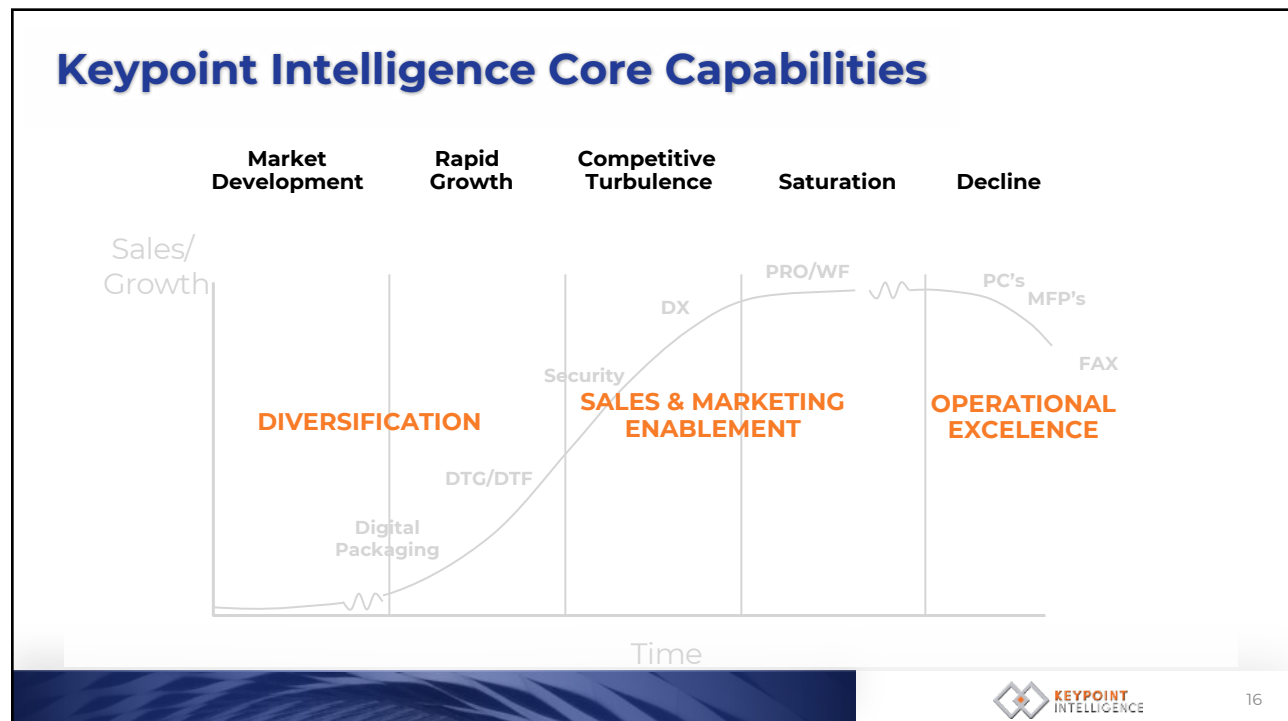 Keypoint Intelligence Core Capabilities
Market
Development
Rapid
Growth
Competitive
Turbulence
Saturation
Decline
Sales/
Growth
PRO/WF
PC’s
MFP’s
DX
FAX
Security
SALES & MARKETING
ENABLEMENT
OPERATIONAL
EXCELENCE
DIVERSIFICATION
DTG/DTF
Digital
Packaging
Time
KEYPOINT
INTELLIGENCE
16